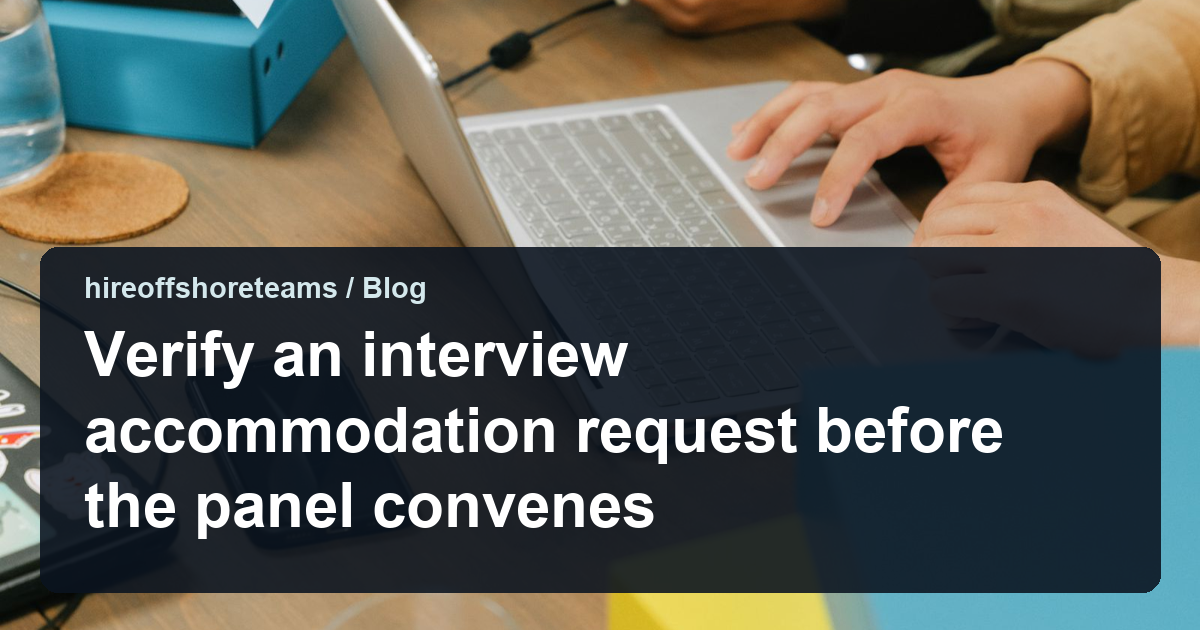 hireoffshoreteams / Blog
Verify an interview
accommodation request before
the panel convenes